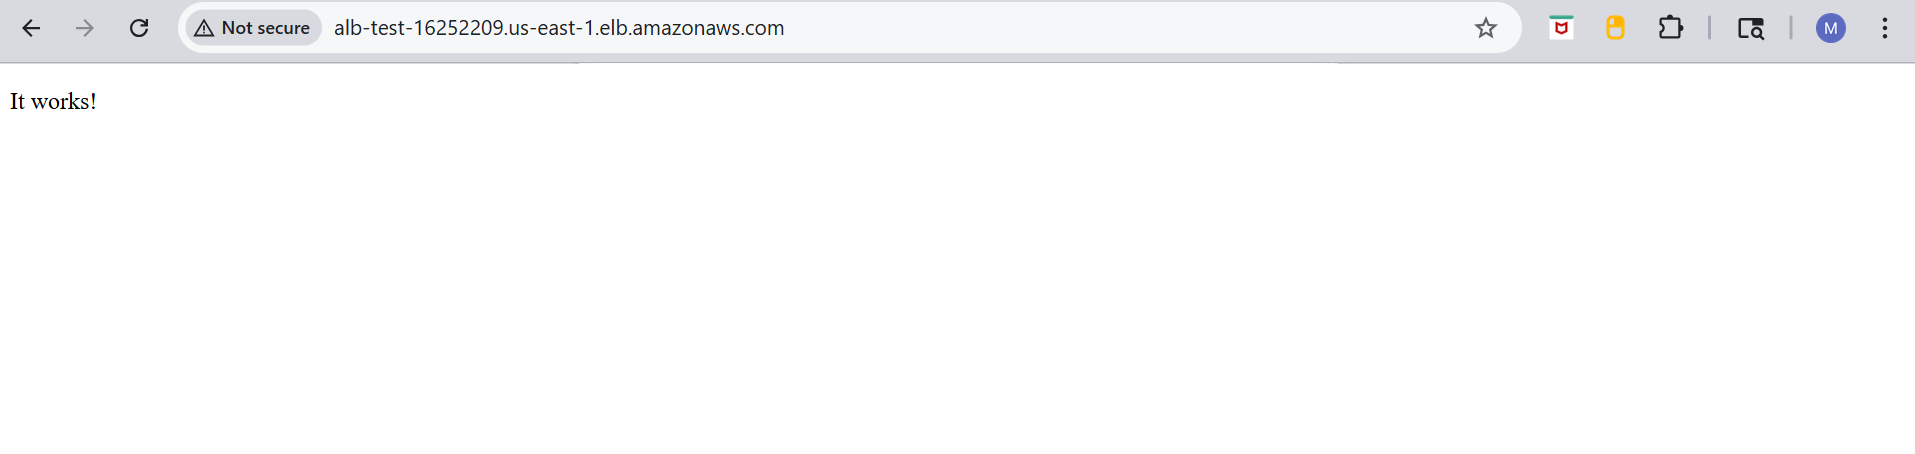 Not secure
alb-test-16252209.us-east-1.elb.amazonaws.com
M
It works!